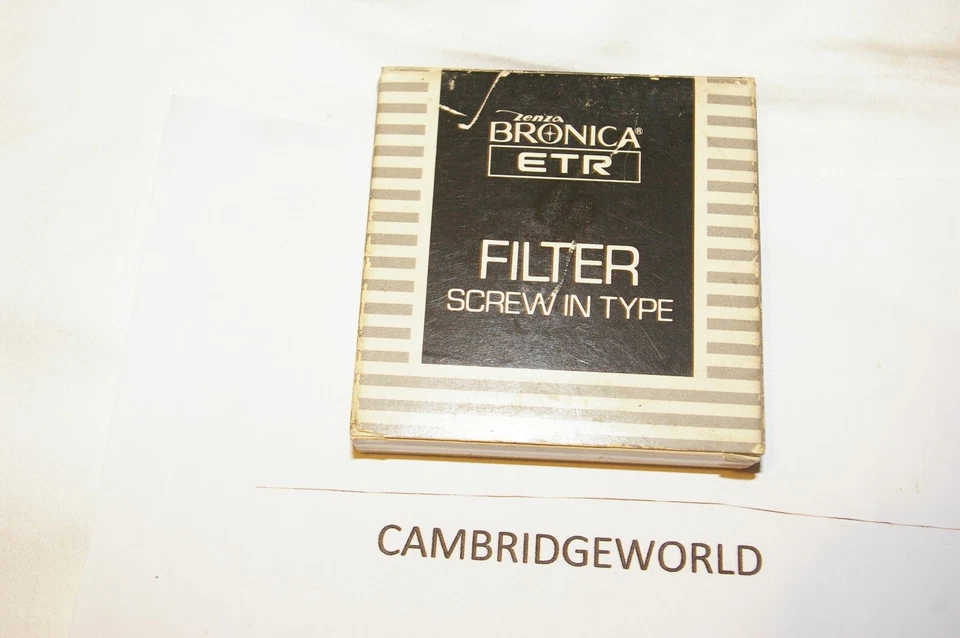 Zenza
BRONICA®
ETR
FILTER
SCREW IN TYPE
CAMBRIDGEWORLD